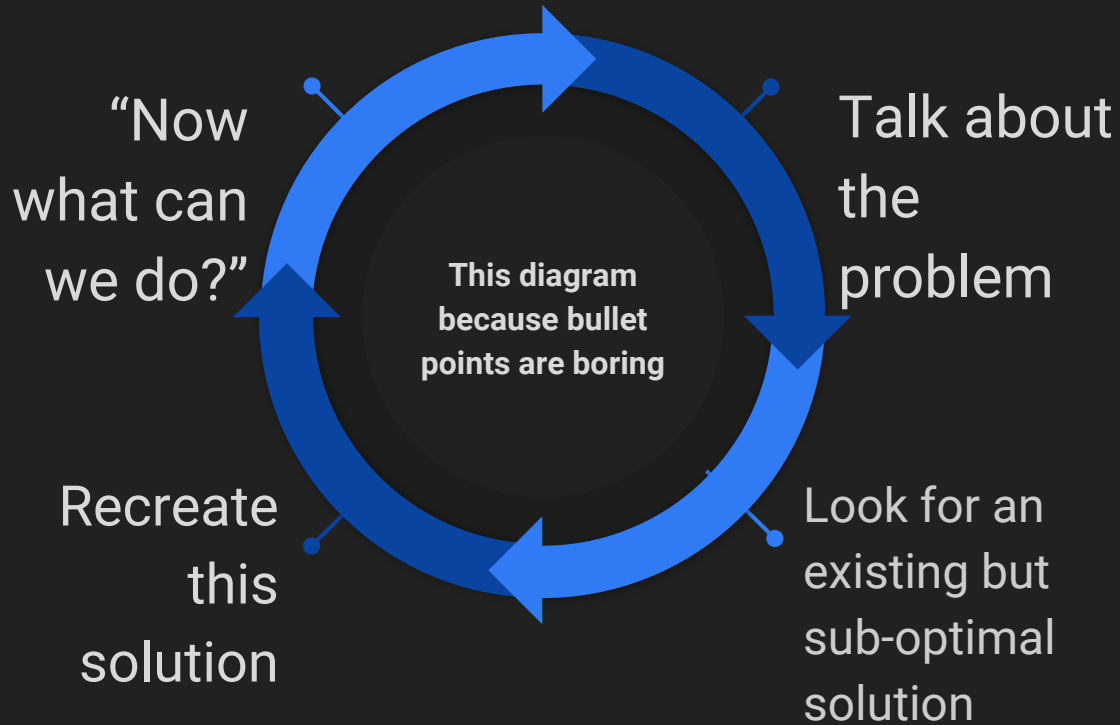 “Now
what can
we do?”
Talk about
the
problem
This diagram
because bullet
points are boring
Recreate
this
solution
Look for an
existing but
sub-optimal
solution